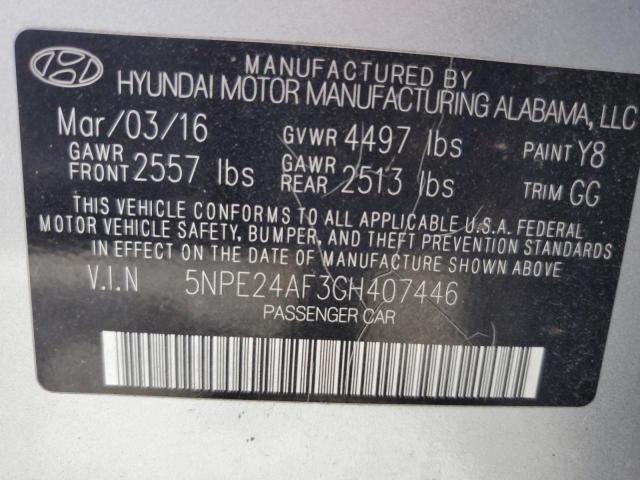 MANUFACTURED BY
HYUNDAI MOTOR MANUFACTURING ALABAMA, LLC
Mar/03/16 GVWR 4497 lbs PAINT Y8
GAWR FRONT 2557 lbs GAWR REAR 2513 lbs TRIM GG
THIS VEHICLE CONFORMS TO ALL APPLICABLE U.S.A. FEDERAL
MOTOR VEHICLE SAFETY, BUMPER, AND THEFT PREVENTION STANDARDS
IN EFFECT ON THE DATE OF MANUFACTURE SHOWN ABOVE
V.I.N 5NPE24AF3GH407446
PASSENGER CAR